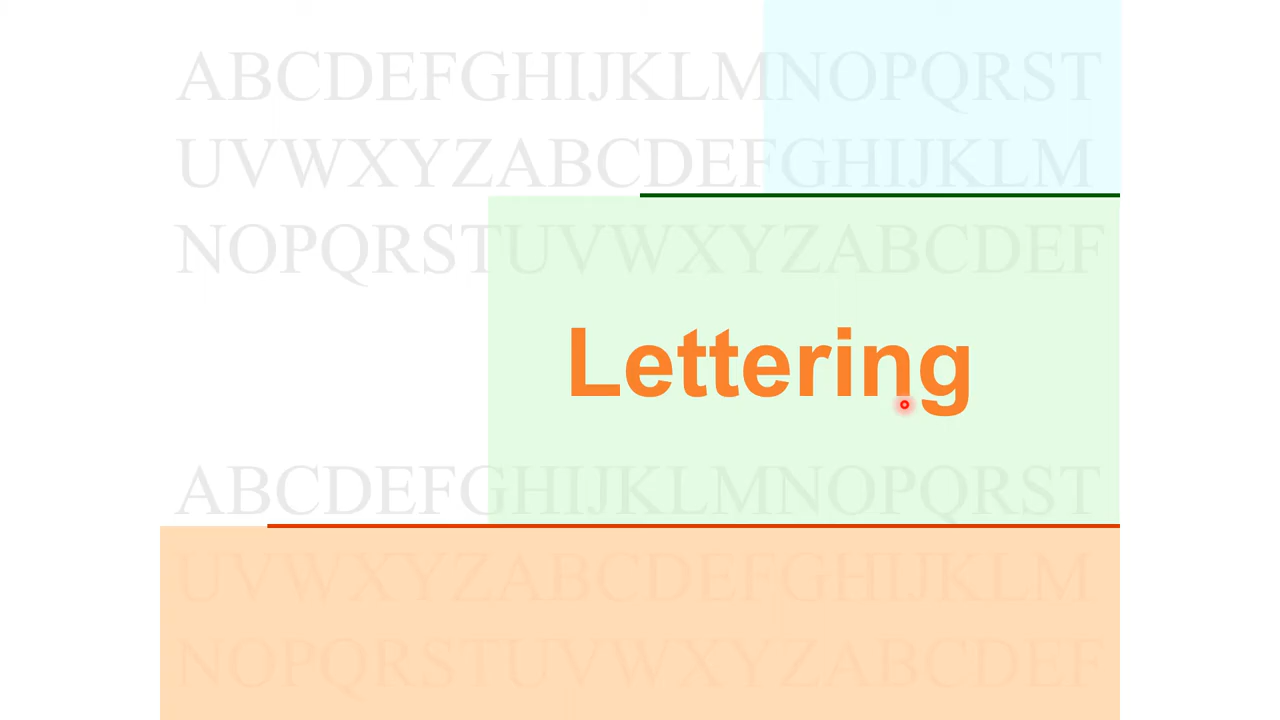 ABCDEFGHIJKLMNOPQRST
UVWXYZABCDEFGHIJKLM
NOPQRSTUVWXYZABCDEF
Lettering
ABCDEFGHIJKLMNOPQRST
UVWXYZABCDEFGHIJKLM
NOPQRSTUVWXYZABCDEF